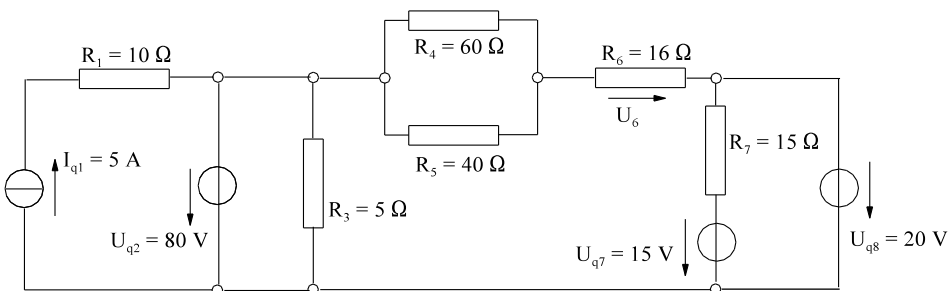 R₄ = 60 Ω
R₁ = 10 Ω
R₆ = 16 Ω
U₆
R₅ = 40 Ω
R₇ = 15 Ω
I_q1 = 5 A
R₃ = 5 Ω
U_q2 = 80 V
U_q7 = 15 V
U_q8 = 20 V